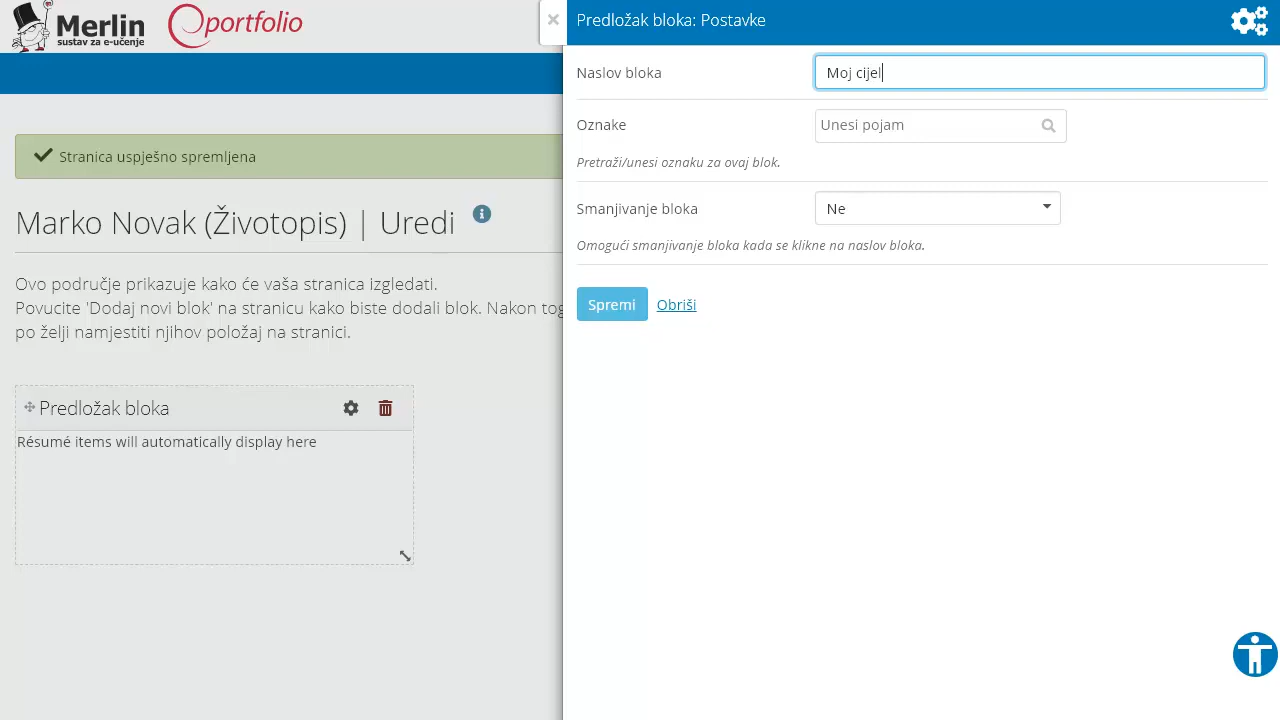 Merlin
sustav za e-učenje
portfolio
×
Predložak bloka: Postavke
Naslov bloka
Moj cijel
Oznake
Unesi pojam
Pretraži/unesi oznaku za ovaj blok.
Smanjivanje bloka
Ne
Omogući smanjivanje bloka kada se klikne na naslov bloka.
Spremi
Obriši
Stranica uspješno spremljena
Marko Novak (Životopis) | Uredi
Ovo područje prikazuje kako će vaša stranica izgledati.
Povucite 'Dodaj novi blok' na stranicu kako biste dodali blok. Nakon tog
po želji namjestiti njihov položaj na stranici.
Predložak bloka
Résumé items will automatically display here